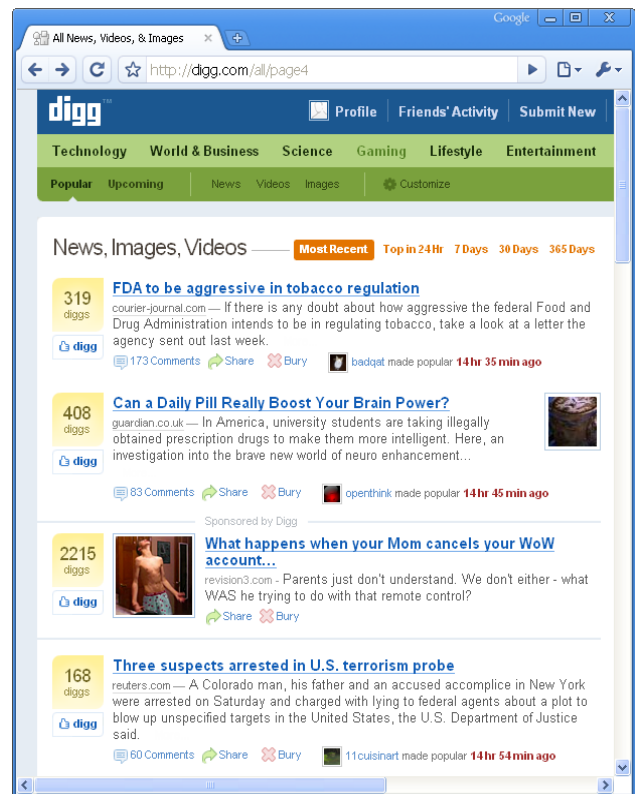 Google
All News, Videos, & Images
http://digg.com/all/page4
digg™
Profile Friends' Activity Submit New
Technology World & Business Science Gaming Lifestyle Entertainment
Popular Upcoming News Videos Images Customize
News, Images, Videos Most Recent Top in 24 Hr 7 Days 30 Days 365 Days
319
diggs
digg
FDA to be aggressive in tobacco regulation
courier-journal.com — If there is any doubt about how aggressive the federal Food and
Drug Administration intends to be in regulating tobacco, take a look at a letter the
agency sent out last week.
173 Comments Share Bury badqat made popular 14 hr 35 min ago
408
diggs
digg
Can a Daily Pill Really Boost Your Brain Power?
guardian.co.uk — In America, university students are taking illegally
obtained prescription drugs to make them more intelligent. Here, an
investigation into the brave new world of neuro enhancement...
83 Comments Share Bury openthink made popular 14 hr 45 min ago
Sponsored by Digg
2215
diggs
digg
What happens when your Mom cancels your WoW
account...
revision3.com - Parents just don't understand. We don't either - what
WAS he trying to do with that remote control?
Share Bury
168
diggs
digg
Three suspects arrested in U.S. terrorism probe
reuters.com — A Colorado man, his father and an accused accomplice in New York
were arrested on Saturday and charged with lying to federal agents about a plot to
blow up unspecified targets in the United States, the U.S. Department of Justice
said.
60 Comments Share Bury 11cuisinart made popular 14 hr 54 min ago